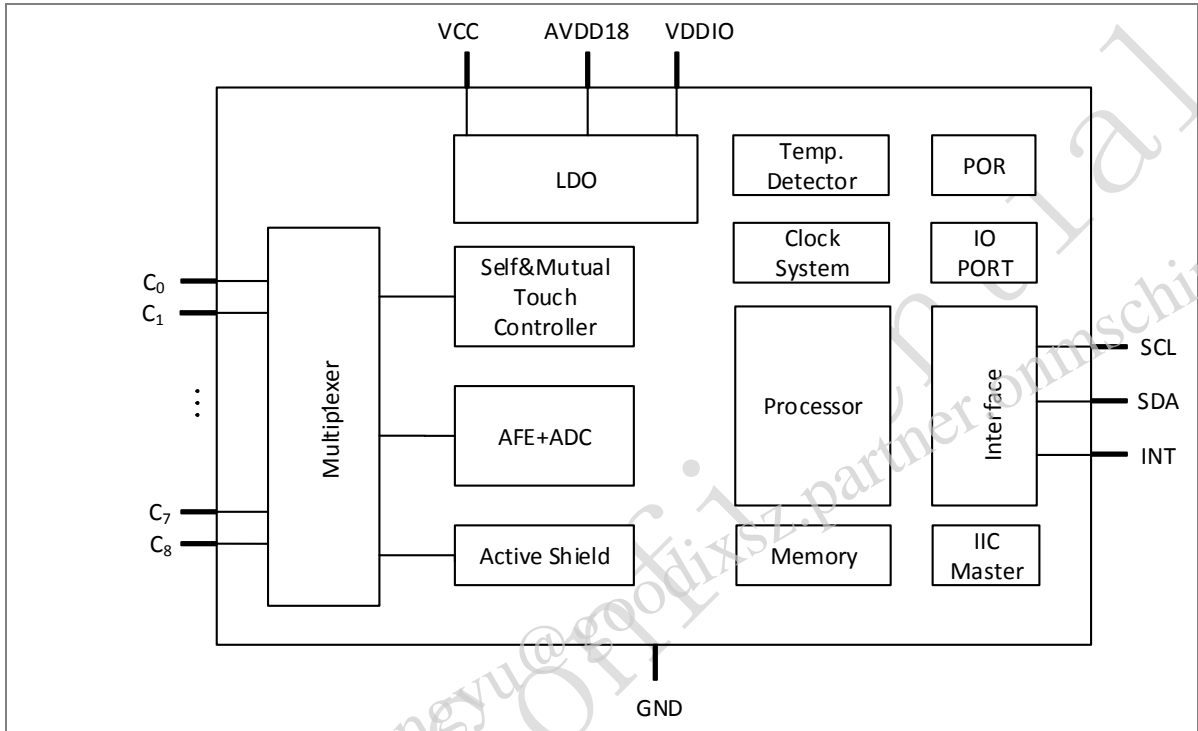 VCC AVDD18 VDDIO
LDO
Temp.
Detector
POR
Clock
System
IO
PORT
Self&Mutual
Touch
Controller
C₀
C₁
⋮
C₇
C₈
Multiplexer
AFE+ADC
Active Shield
Processor
Memory
Interface
IIC
Master
SCL
SDA
INT
GND